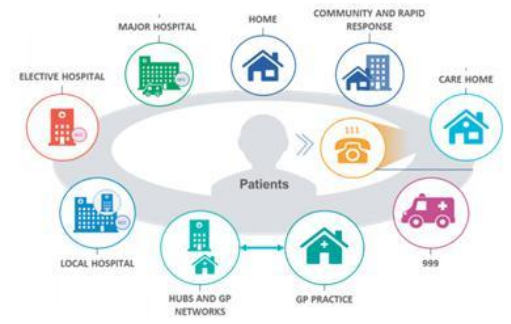 COMMUNITY AND RAPID
RESPONSE
HOME
MAJOR HOSPITAL
ELECTIVE HOSPITAL
CARE HOME
111
Patients
LOCAL HOSPITAL
999
HUBS AND GP
NETWORKS
GP PRACTICE